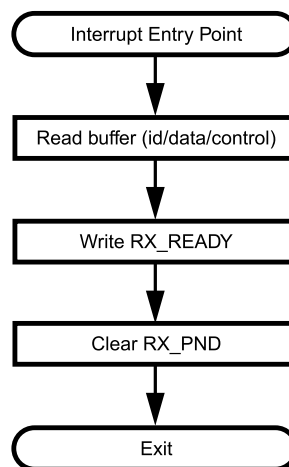 Interrupt Entry Point
Read buffer (id/data/control)
Write RX_READY
Clear RX_PND
Exit